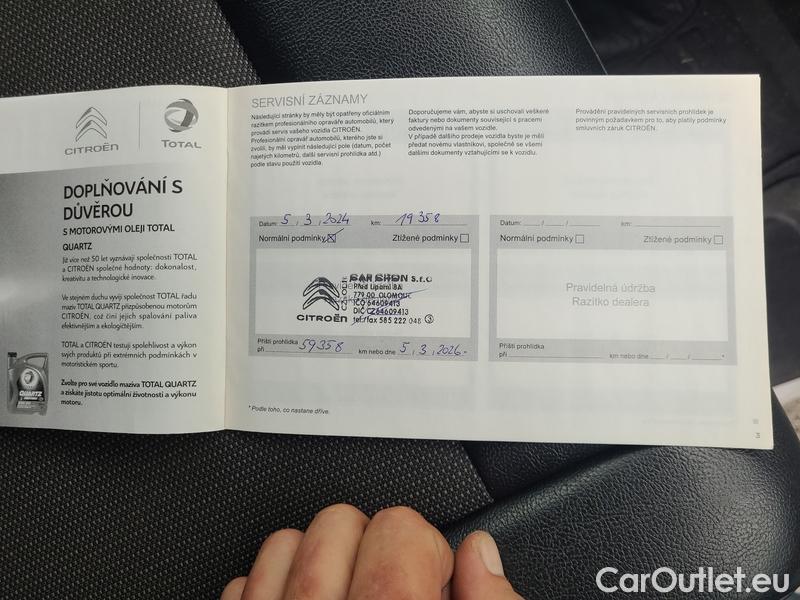 CITROËN
TOTAL
DOPLŇOVÁNÍ S
DŮVĚROU
S MOTOROVÝMI OLEJI TOTAL
QUARTZ
Již více než 50 let vyznávají společnosti TOTAL
a CITROËN společné hodnoty: dokonalost,
kreativitu a technologické inovace.
Ve stejném duchu vyvíjí společnost TOTAL řadu
maziv TOTAL QUARTZ přizpůsobenou motorům
CITROËN, což činí jejich spalování paliva
efektivnějším a ekologičtějším.
TOTAL a CITROËN testují spolehlivost a výkon
svých produktů při extrémních podmínkách v
motoristickém sportu.
Zvolte pro své vozidlo maziva TOTAL QUARTZ
a získáte jistotu optimální životnosti a výkonu
motoru.
QUARTZ
SERVISNÍ ZÁZNAMY
Následující stránky by měly být opatřeny oficiálním
razítkem profesionálního opraváře automobilů, který
provádí servis vašeho vozidla CITROËN.
Profesionální opravář automobilů, kterého jste si
zvolili, by měl vyplnit následující pole (datum, počet
najetých kilometrů, další servisní prohlídka atd.)
podle stavu použití vozidla.
Doporučujeme vám, abyste si uschovali veškeré
faktury nebo dokumenty související s pracemi
odvedenými na vašem vozidle.
V případě dalšího prodeje vozidla byste je měli
předat novému vlastníkovi, společně se všemi
dalšími dokumenty vztahujícími se k vozidlu.
Provádění pravidelných servisních prohlídek je
povinným požadavkem pro to, aby platily podmínky
smluvních záruk CITROËN.
Datum: 5, 3, 2024 km: 19358
Normální podmínky Ztížené podmínky
CITROËN
CAR CITON s.r.o
Před Lipami 8A
779 00 OLOMOUC
IČO 64609413
DIČ CZ64609413
tel./fax 585 222 048 3
Příští prohlídka
při 59358 km nebo dne 5, 3, 2026 *
Datum: __/__/__ km:
Normální podmínky Ztížené podmínky
Pravidelná údržba
Razítko dealera
Příští prohlídka
při km nebo dne __/__/__ *
* Podle toho, co nastane dříve.
3
CarOutlet.eu